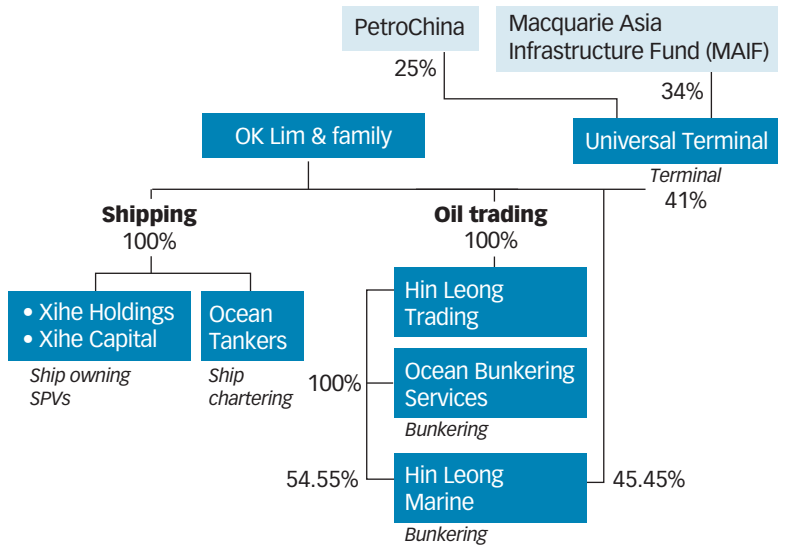 PetroChina
25%
Macquarie Asia
Infrastructure Fund (MAIF)
34%
OK Lim & family
Universal Terminal
Terminal
41%
Shipping
100%
Oil trading
100%
• Xihe Holdings
• Xihe Capital
Ship owning
SPVs
Ocean
Tankers
Ship
chartering
Hin Leong
Trading
100%
Ocean Bunkering
Services
Bunkering
54.55%
Hin Leong
Marine
45.45%
Bunkering